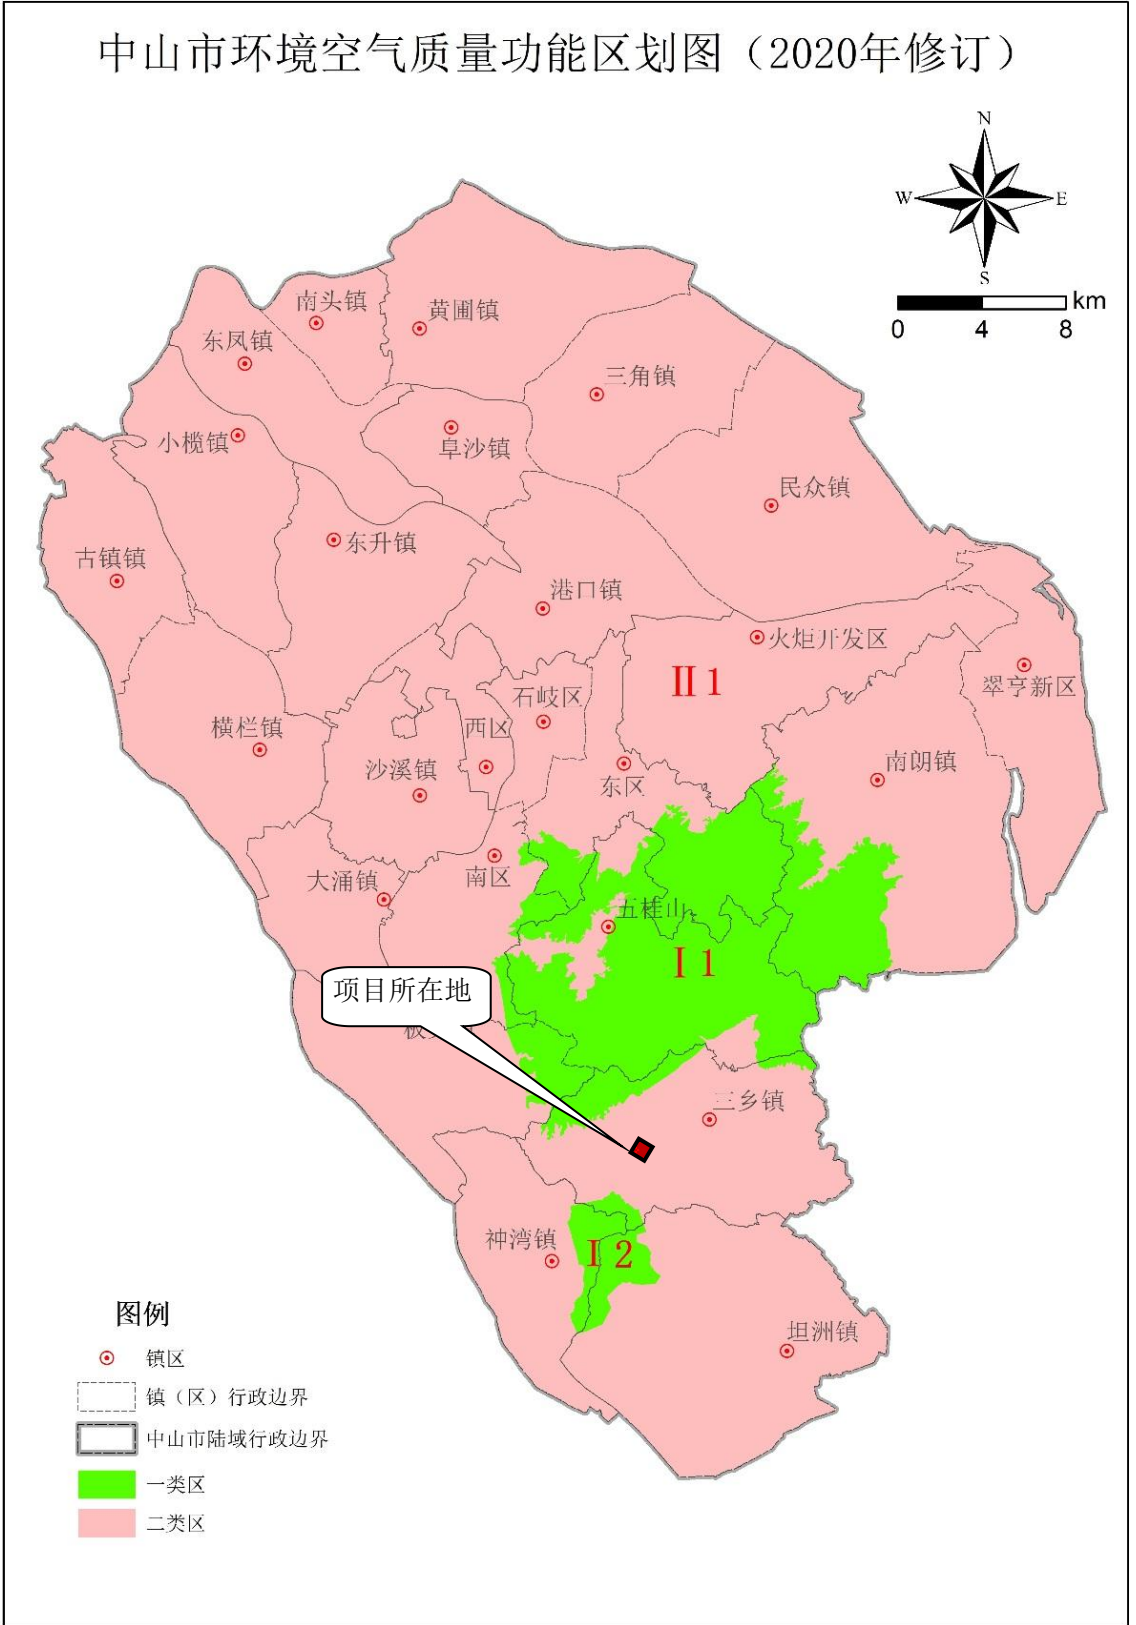 中山市环境空气质量功能区划图（2020年修订）
N
W
E
S
km
0
4
8
南头镇
黄圃镇
东凤镇
三角镇
小榄镇
阜沙镇
民众镇
东升镇
古镇镇
港口镇
火炬开发区
翠亨新区
II 1
石岐区
横栏镇
西区
沙溪镇
东区
南朗镇
大涌镇
南区
五桂山
I 1
项目所在地
三乡镇
神湾镇
I 2
坦洲镇
图例
镇区
镇（区）行政边界
中山市陆域行政边界
一类区
二类区